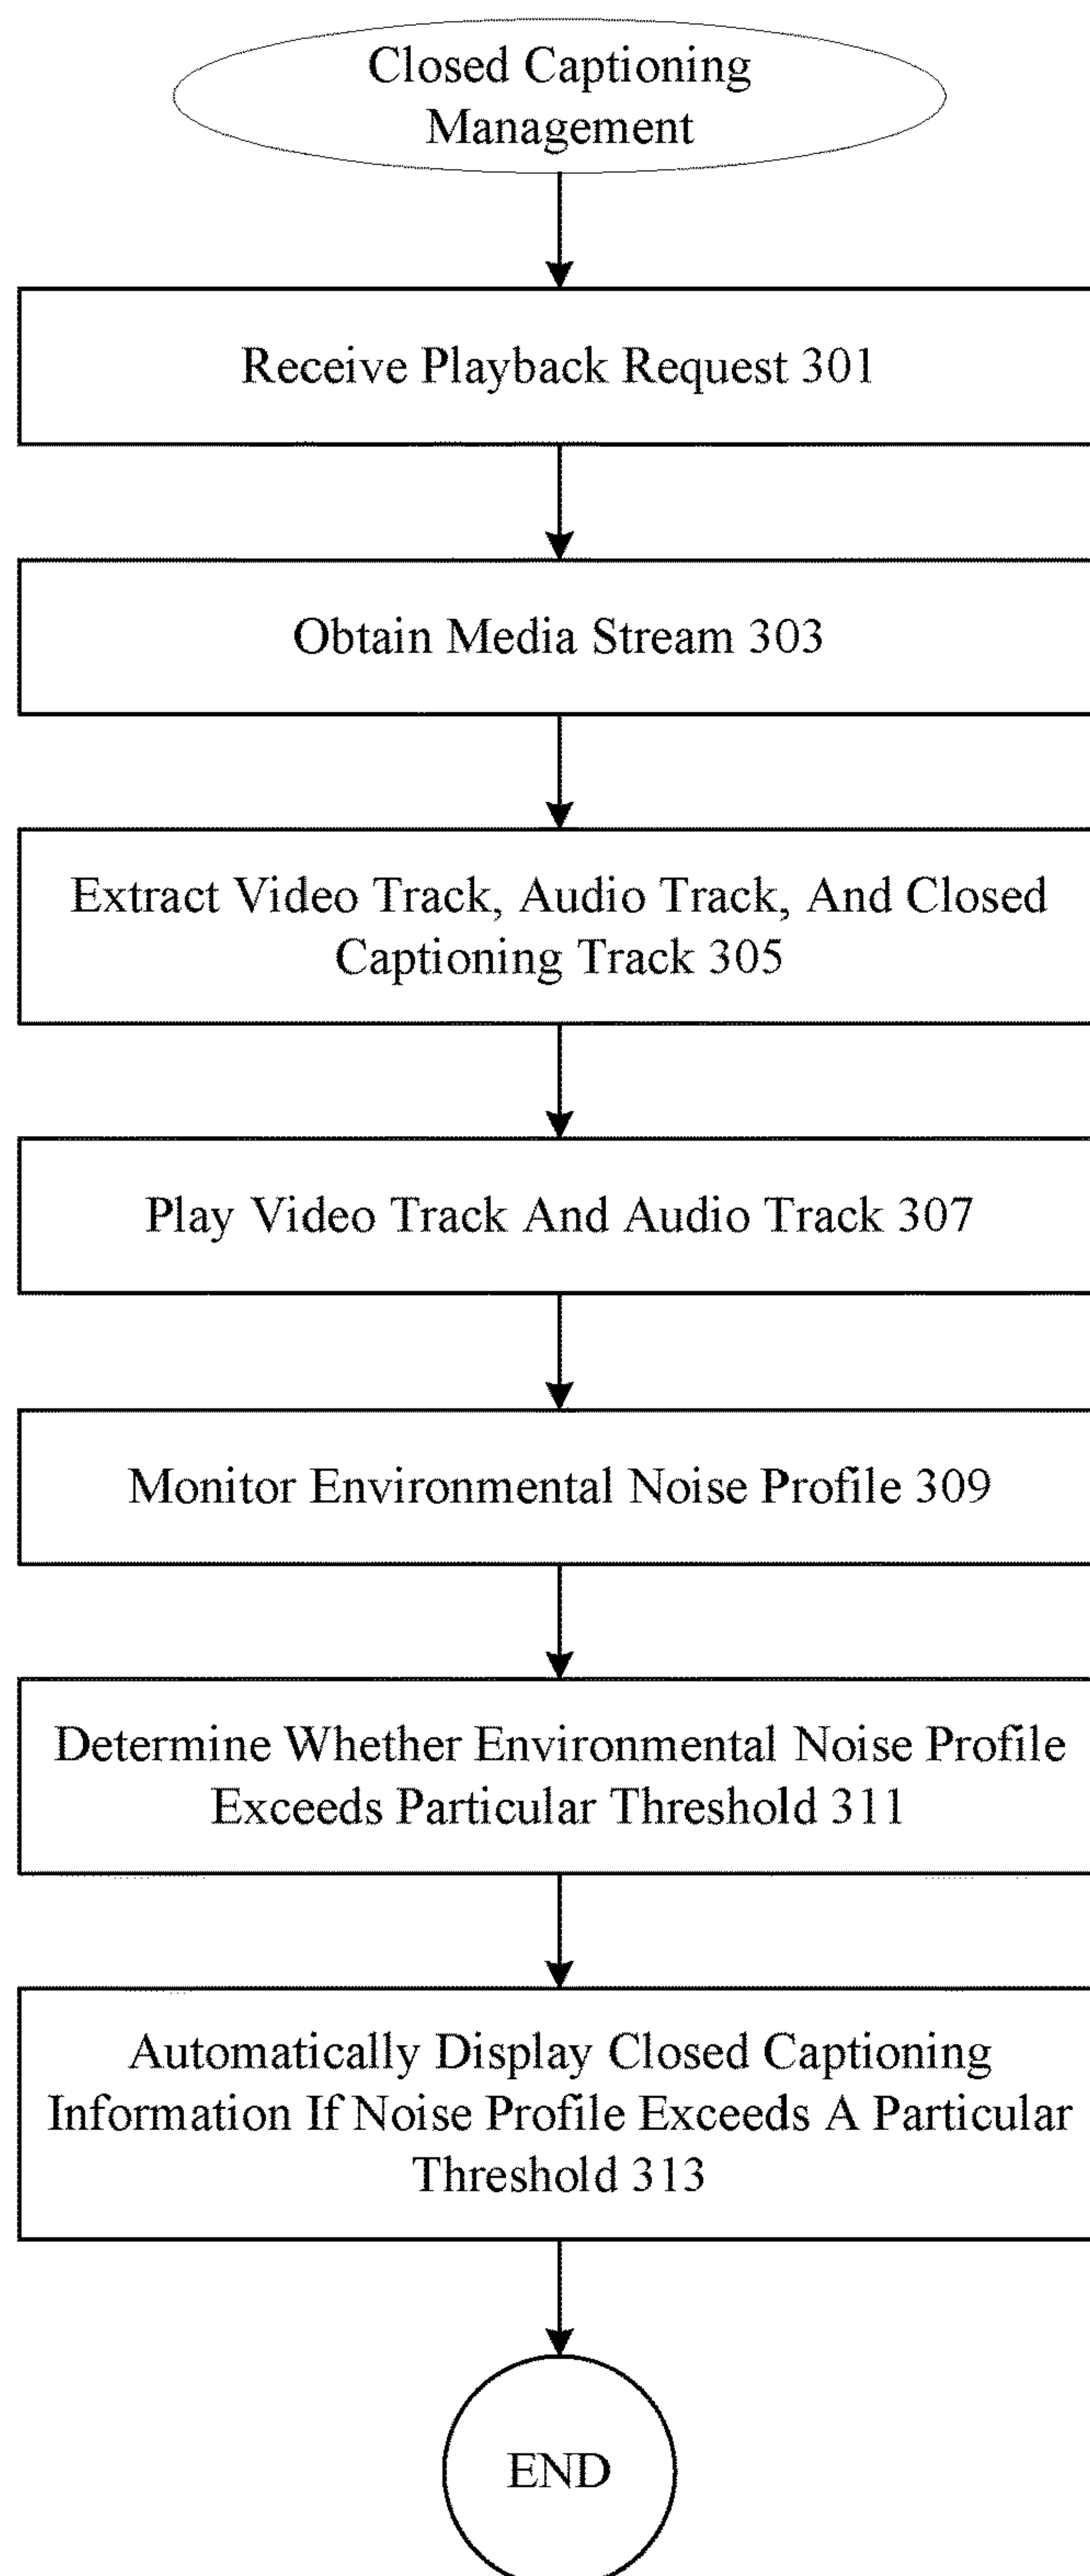 Closed Captioning
Management
Receive Playback Request 301
Obtain Media Stream 303
Extract Video Track, Audio Track, And Closed
Captioning Track 305
Play Video Track And Audio Track 307
Monitor Environmental Noise Profile 309
Determine Whether Environmental Noise Profile
Exceeds Particular Threshold 311
Automatically Display Closed Captioning
Information If Noise Profile Exceeds A Particular
Threshold 313
END